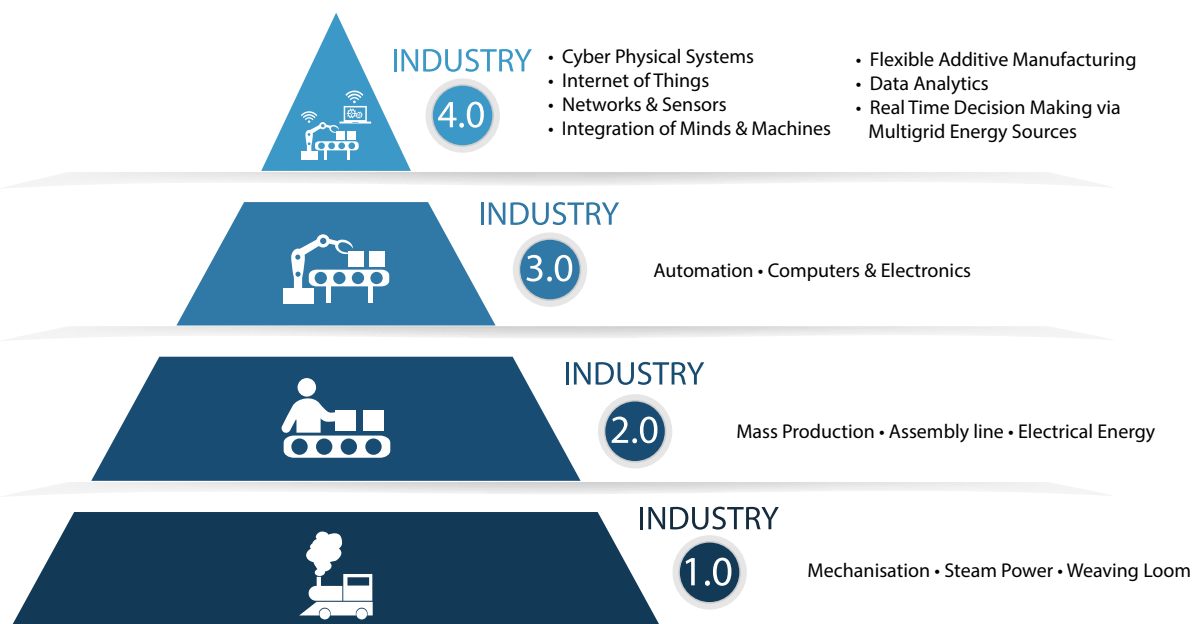 INDUSTRY
4.0
• Cyber Physical Systems
• Internet of Things
• Networks & Sensors
• Integration of Minds & Machines
• Flexible Additive Manufacturing
• Data Analytics
• Real Time Decision Making via
Multigrid Energy Sources
INDUSTRY
3.0
Automation • Computers & Electronics
INDUSTRY
2.0
Mass Production • Assembly line • Electrical Energy
INDUSTRY
1.0
Mechanisation • Steam Power • Weaving Loom